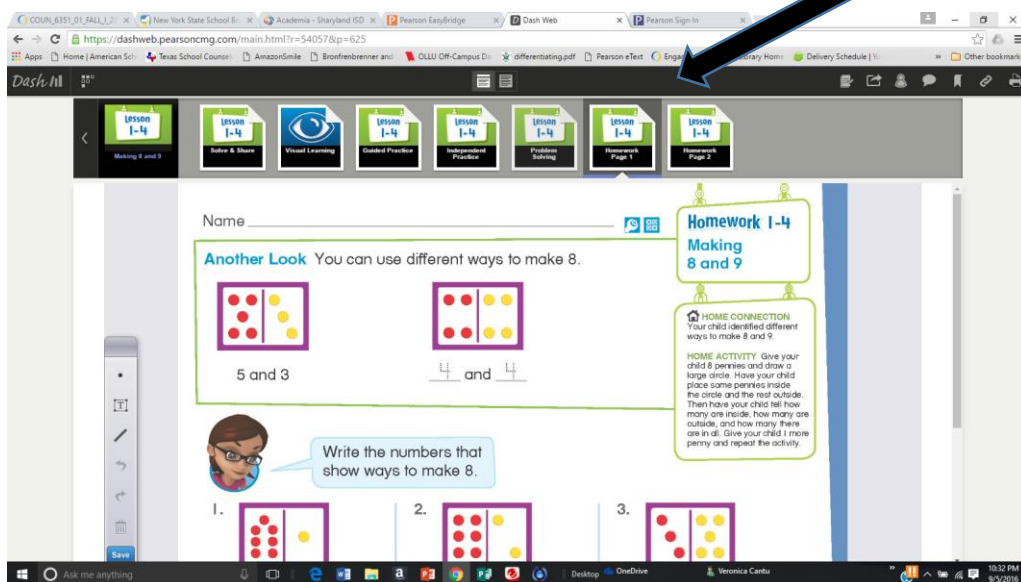 COUN_6351_01_FALL_I_20
New York State School B
Academia - Sharyland ISD
Pearson EasyBridge
Dash Web
Pearson Sign In
https://dashweb.pearsoncmg.com/main.html?r=54057&p=625
Apps
Home | American Sch
Texas School Counsel
AmazonSmile
Bronfrenbrenner and
OLLU Off-Campus Da
differentiating.pdf
Pearson eText
Engag
brary Home
Delivery Schedule | Yo
Other bookmarks
Dash
Lesson
1-4
Making 8 and 9
Lesson
1-4
Solve & Share
Visual Learning
Lesson
1-4
Guided Practice
Lesson
1-4
Independent
Practice
Lesson
1-4
Problem
Solving
Lesson
1-4
Homework
Page 1
Lesson
1-4
Homework
Page 2
Name
Homework 1-4
Making
8 and 9
Another Look You can use different ways to make 8.
5 and 3
4 and 4
HOME CONNECTION
Your child identified different
ways to make 8 and 9.
HOME ACTIVITY Give your
child 8 pennies and draw a
large circle. Have your child
place some pennies inside
the circle and the rest outside.
Then have your child tell how
many are inside, how many are
outside, and how many there
are in all. Give your child 1 more
penny and repeat the activity.
Write the numbers that
show ways to make 8.
1.
2.
3.
T
Save
Ask me anything
Desktop
OneDrive
Veronica Cantu
10:32 PM
9/5/2016